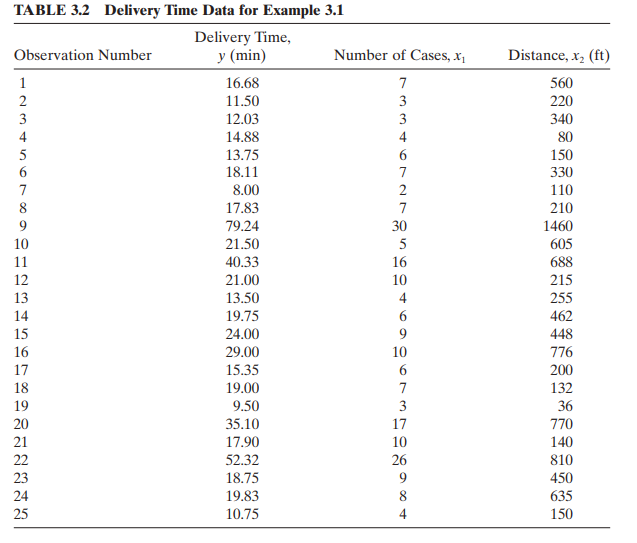 TABLE 3.2 Delivery Time Data for Example 3.1
Observation Number Delivery Time, y (min) Number of Cases, x₁ Distance, x₂ (ft)
1 16.68 7 560
2 11.50 3 220
3 12.03 3 340
4 14.88 4 80
5 13.75 6 150
6 18.11 7 330
7 8.00 2 110
8 17.83 7 210
9 79.24 30 1460
10 21.50 5 605
11 40.33 16 688
12 21.00 10 215
13 13.50 4 255
14 19.75 6 462
15 24.00 9 448
16 29.00 10 776
17 15.35 6 200
18 19.00 7 132
19 9.50 3 36
20 35.10 17 770
21 17.90 10 140
22 52.32 26 810
23 18.75 9 450
24 19.83 8 635
25 10.75 4 150